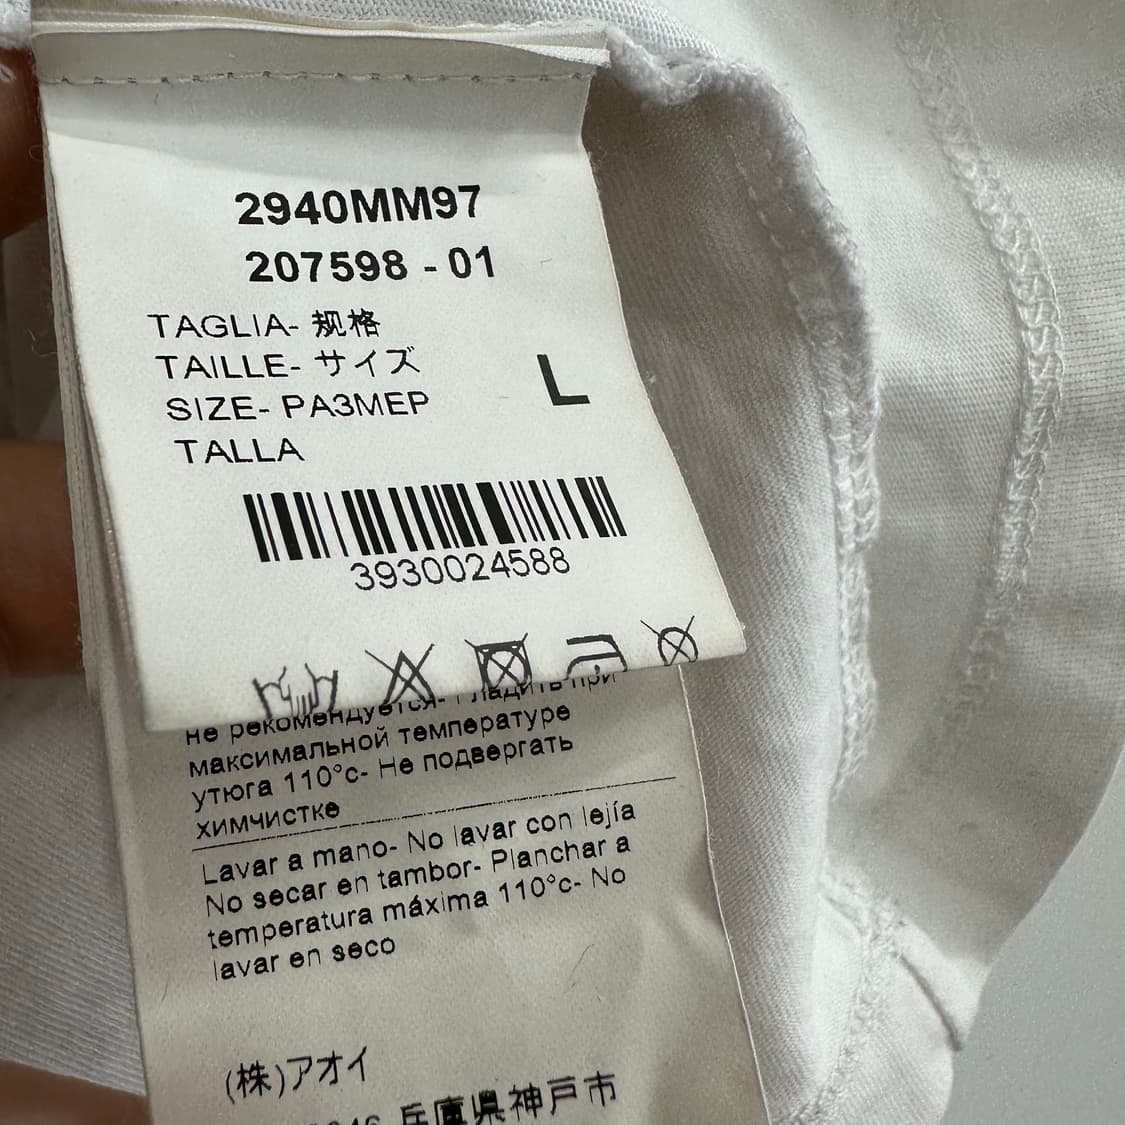 2940MM97
207598 - 01
TAGLIA- 规格
TAILLE- サイズ
SIZE- РАЗМЕР
TALLA
L
3930024588
не рекомендуется- Гладить при
максимальной температуре
утюга 110°c- Не подвергать
химчистке
Lavar a mano- No lavar con lejía
No secar en tambor- Planchar a
temperatura máxima 110°c- No
lavar en seco
(株)アオイ
兵庫県神戸市